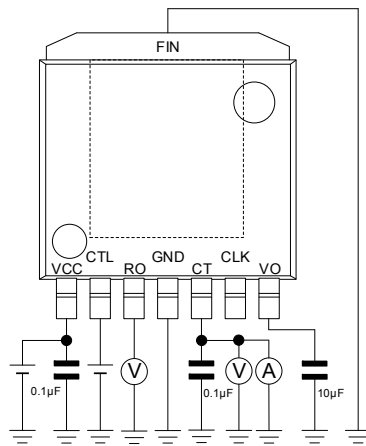 FIN
CTL GND CLK
VCC RO CT VO
V V A
0.1µF 0.1µF 10µF